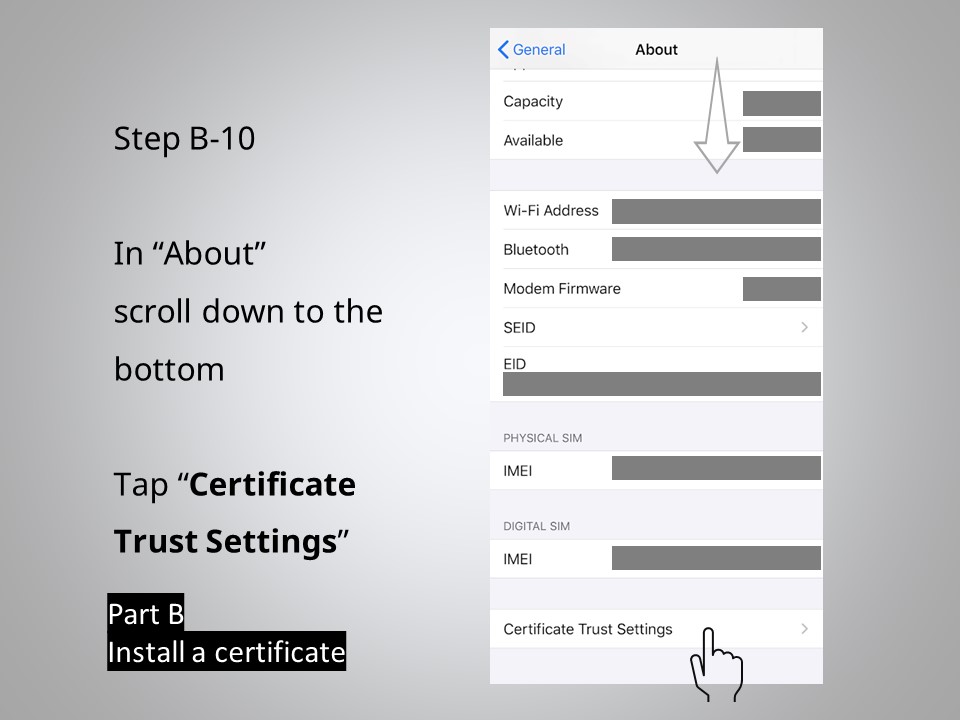 Step B-10
In “About”
scroll down to the
bottom
Tap “Certificate
Trust Settings”
Part B
Install a certificate
General
About
Capacity
Available
Wi-Fi Address
Bluetooth
Modem Firmware
SEID
EID
PHYSICAL SIM
IMEI
DIGITAL SIM
IMEI
Certificate Trust Settings